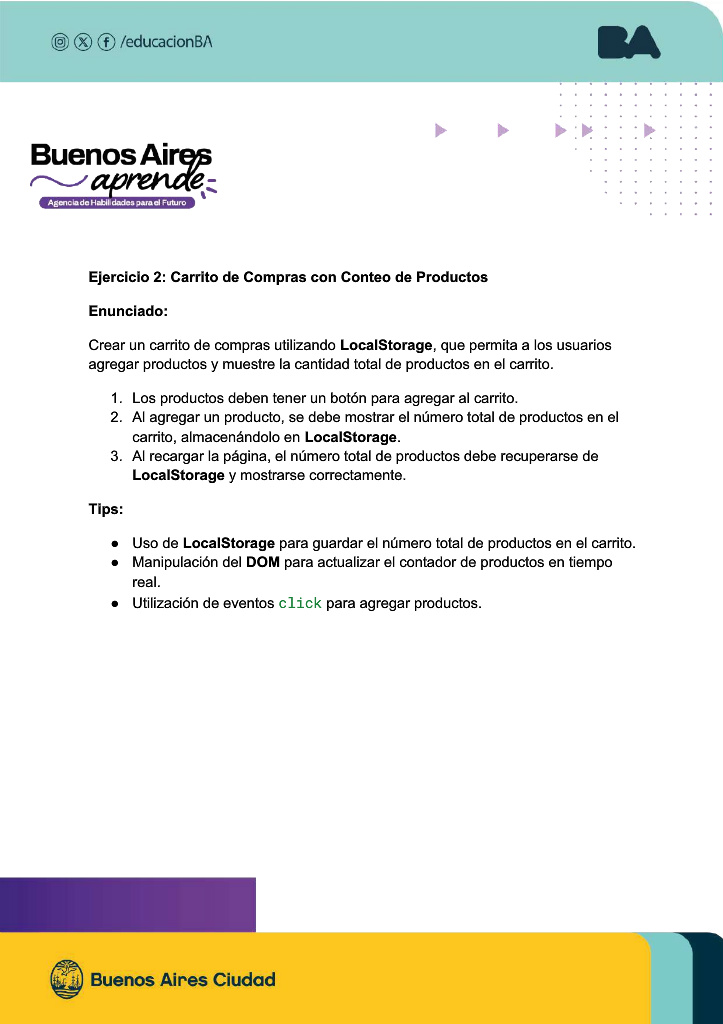 /educacionBA
BA
Buenos Aires
aprende
Agencia de Habilidades para el Futuro
Ejercicio 2: Carrito de Compras con Conteo de Productos
Enunciado:
Crear un carrito de compras utilizando LocalStorage, que permita a los usuarios
agregar productos y muestre la cantidad total de productos en el carrito.
1. Los productos deben tener un botón para agregar al carrito.
2. Al agregar un producto, se debe mostrar el número total de productos en el
carrito, almacenándolo en LocalStorage.
3. Al recargar la página, el número total de productos debe recuperarse de
LocalStorage y mostrarse correctamente.
Tips:
● Uso de LocalStorage para guardar el número total de productos en el carrito.
● Manipulación del DOM para actualizar el contador de productos en tiempo
real.
● Utilización de eventos click para agregar productos.
Buenos Aires Ciudad